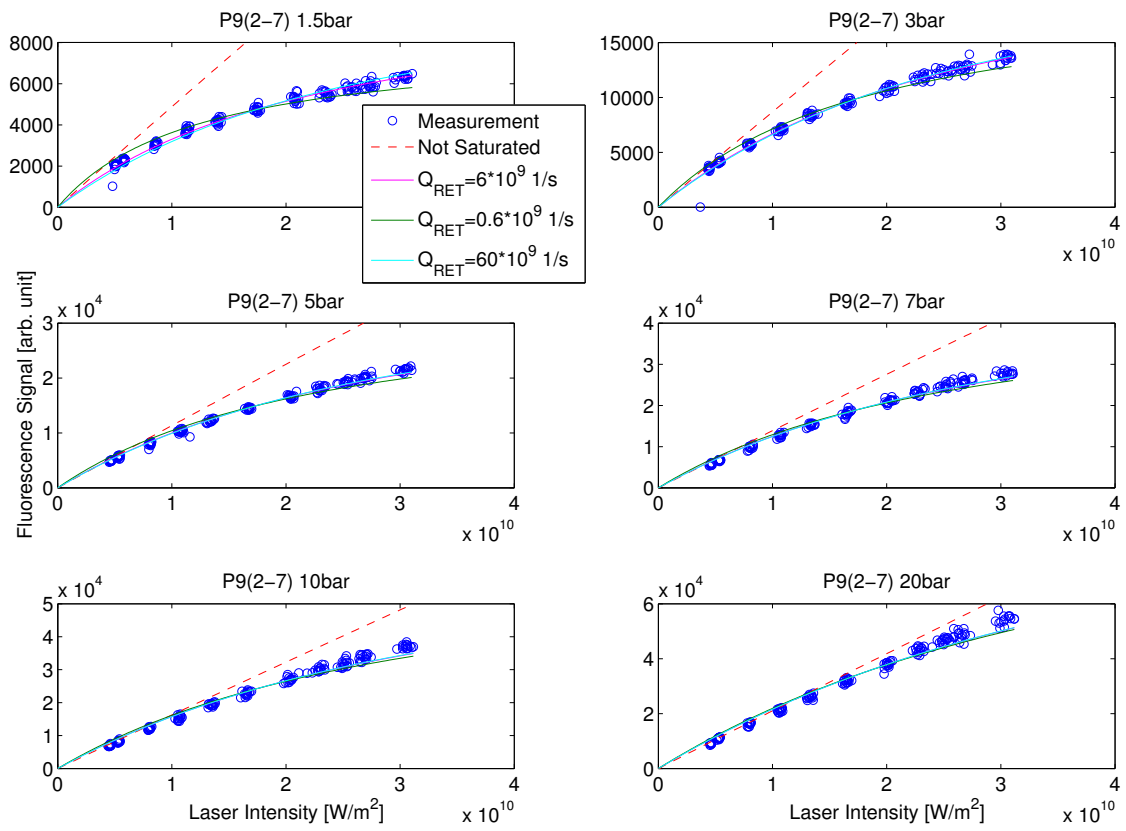 P9(2−7) 1.5bar
8000
6000
4000
2000
0
0 2 4
Measurement
Not Saturated
Q_RET=6*10^9 1/s
Q_RET=0.6*10^9 1/s
Q_RET=60*10^9 1/s
P9(2−7) 3bar
15000
10000
5000
0
0 1 2 3 4
x 10^10
Fluorescence Signal [arb. unit]
P9(2−7) 5bar
x 10^4
3
2
1
0
0 1 2 3 4
x 10^10
P9(2−7) 7bar
x 10^4
4
3
2
1
0
0 1 2 3 4
x 10^10
P9(2−7) 10bar
x 10^4
5
4
3
2
1
0
0 1 2 3 4
x 10^10
Laser Intensity [W/m^2]
P9(2−7) 20bar
x 10^4
6
4
2
0
0 1 2 3 4
x 10^10
Laser Intensity [W/m^2]